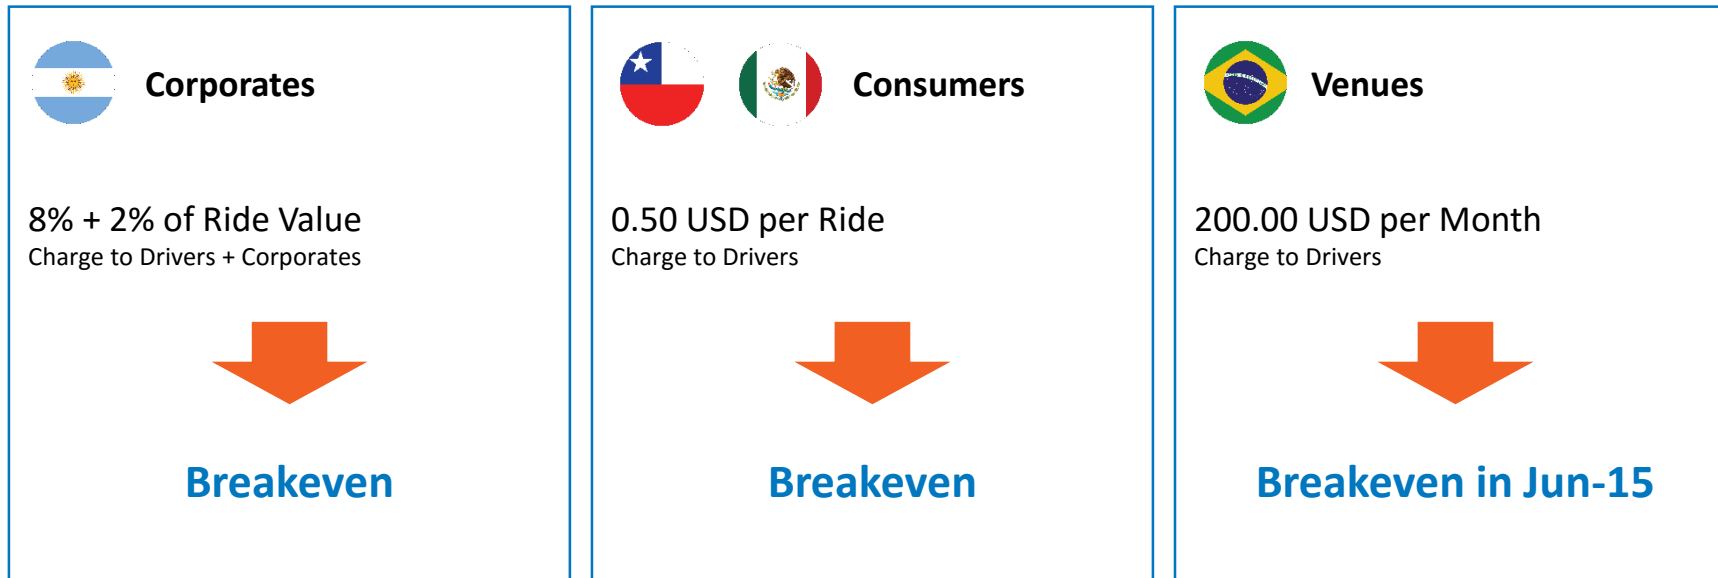 Corporates
8% + 2% of Ride Value
Charge to Drivers + Corporates
Breakeven
Consumers
0.50 USD per Ride
Charge to Drivers
Breakeven
Venues
200.00 USD per Month
Charge to Drivers
Breakeven in Jun-15